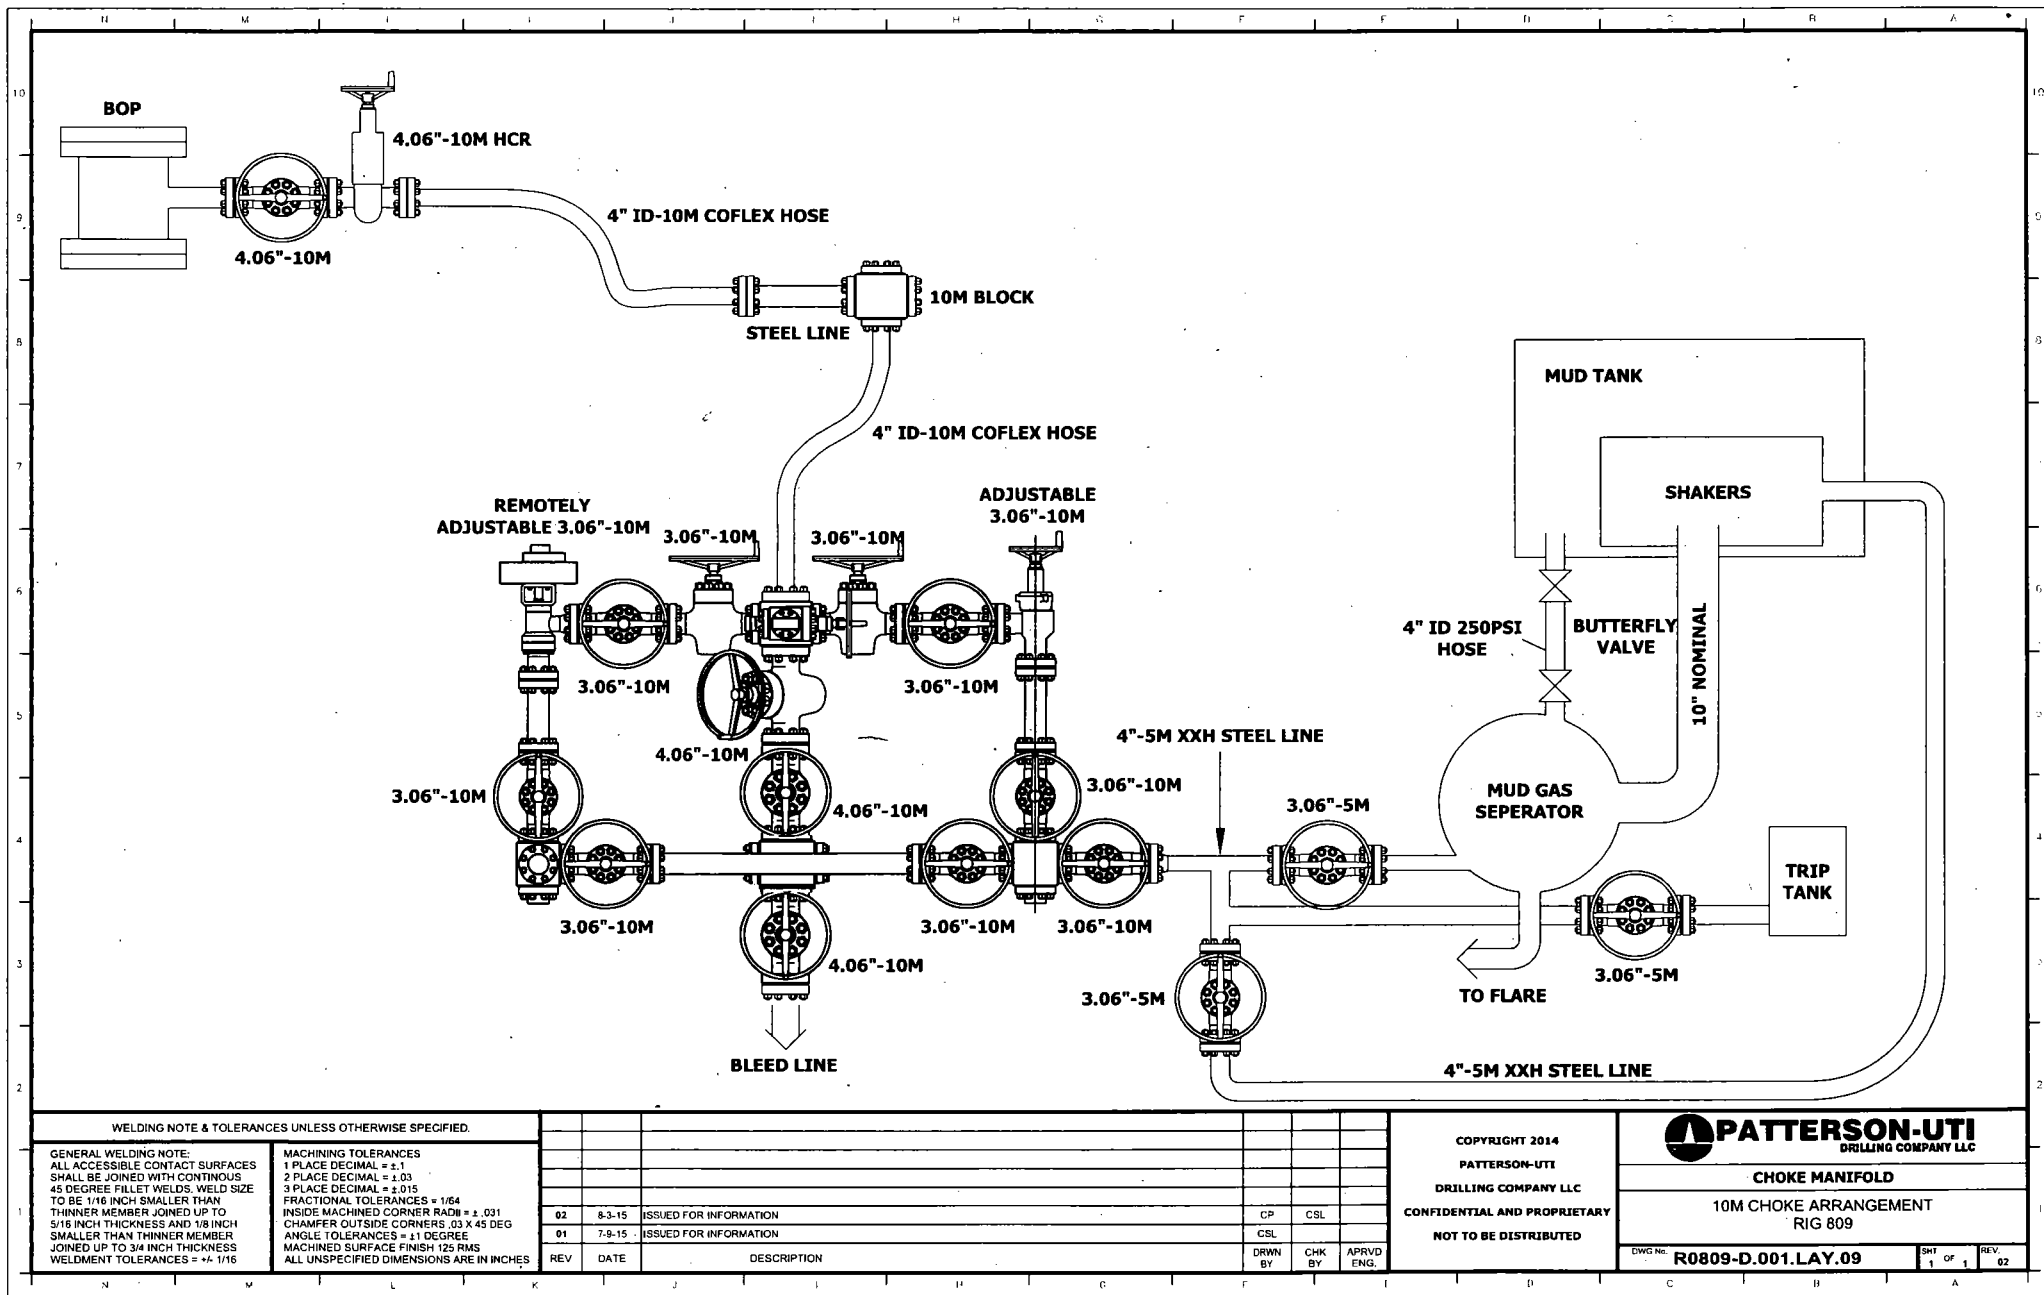 N M L K J I H G F E D C B A
10
9
8
7
6
5
4
3
2
1
BOP
4.06"-10M HCR
4.06"-10M
4" ID-10M COFLEX HOSE
10M BLOCK
STEEL LINE
4" ID-10M COFLEX HOSE
MUD TANK
SHAKERS
REMOTELY
ADJUSTABLE 3.06"-10M
3.06"-10M
3.06"-10M
ADJUSTABLE
3.06"-10M
4" ID 250PSI
HOSE
BUTTERFLY
VALVE
10" NOMINAL
3.06"-10M
3.06"-10M
4.06"-10M
4"-5M XXH STEEL LINE
3.06"-10M
4.06"-10M
3.06"-10M
3.06"-5M
MUD GAS
SEPERATOR
TRIP
TANK
3.06"-10M
3.06"-10M
3.06"-10M
4.06"-10M
3.06"-5M
3.06"-5M
TO FLARE
BLEED LINE
4"-5M XXH STEEL LINE
WELDING NOTE & TOLERANCES UNLESS OTHERWISE SPECIFIED.
GENERAL WELDING NOTE:
ALL ACCESSIBLE CONTACT SURFACES
SHALL BE JOINED WITH CONTINOUS
45 DEGREE FILLET WELDS. WELD SIZE
TO BE 1/16 INCH SMALLER THAN
THINNER MEMBER JOINED UP TO
5/16 INCH THICKNESS AND 1/8 INCH
SMALLER THAN THINNER MEMBER
JOINED UP TO 3/4 INCH THICKNESS
WELDMENT TOLERANCES = +/- 1/16
MACHINING TOLERANCES
1 PLACE DECIMAL = ±.1
2 PLACE DECIMAL = ±.03
3 PLACE DECIMAL = ±.015
FRACTIONAL TOLERANCES = 1/64
INSIDE MACHINED CORNER RADII = ± .031
CHAMFER OUTSIDE CORNERS .03 X 45 DEG
ANGLE TOLERANCES = ±1 DEGREE
MACHINED SURFACE FINISH 125 RMS
ALL UNSPECIFIED DIMENSIONS ARE IN INCHES
02 8-3-15 ISSUED FOR INFORMATION CP CSL
01 7-9-15 ISSUED FOR INFORMATION CSL
REV DATE DESCRIPTION DRWN BY CHK BY APRVD ENG.
COPYRIGHT 2014
PATTERSON-UTI
DRILLING COMPANY LLC
CONFIDENTIAL AND PROPRIETARY
NOT TO BE DISTRIBUTED
PATTERSON-UTI
DRILLING COMPANY LLC
CHOKE MANIFOLD
10M CHOKE ARRANGEMENT
RIG 809
DWG No. R0809-D.001.LAY.09
SHT 1 OF 1
REV. 02
N M L K J I H G F E D C B A